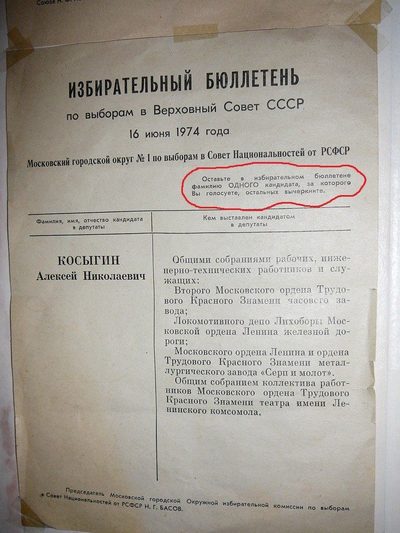 ИЗБИРАТЕЛЬНЫЙ БЮЛЛЕТЕНЬ
по выборам в Верховный Совет СССР
16 июня 1974 года
Московский городской округ № 1 по выборам в Совет Национальностей от РСФСР
Оставьте в избирательном бюллетене
фамилию ОДНОГО кандидата, за которого
Вы голосуете, остальных вычеркните.
Фамилия, имя, отчество кандидата
в депутаты
Кем выставлен кандидатом
в депутаты
КОСЫГИН
Алексей Николаевич
Общими собраниями рабочих, инже-
нерно-технических работников и слу-
жащих:
Второго Московского ордена Трудо-
вого Красного Знамени часового за-
вода;
Локомотивного депо Лихоборы Мос-
ковской ордена Ленина железной до-
роги;
Московского ордена Ленина и ордена
Трудового Красного Знамени метал-
лургического завода «Серп и молот».
Общим собранием коллектива работ-
ников Московского ордена Трудового
Красного Знамени театра имени Ле-
нинского комсомола.
Председатель Московской городской Окружной избирательной комиссии по выборам
в Совет Национальностей от РСФСР Н. Г. БАСОВ.